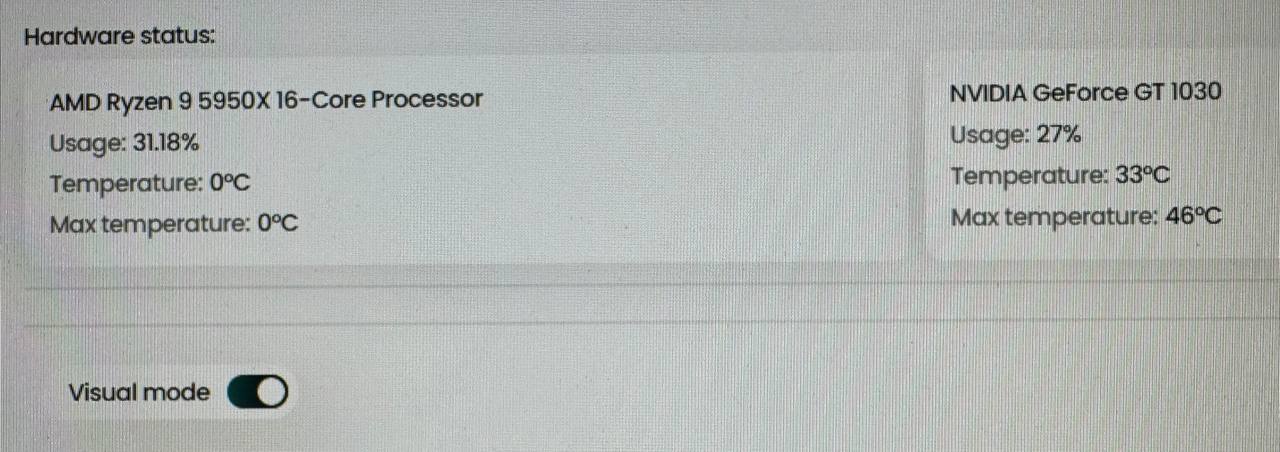 Hardware status:
AMD Ryzen 9 5950X 16-Core Processor
Usage: 31.18%
Temperature: 0°C
Max temperature: 0°C
NVIDIA GeForce GT 1030
Usage: 27%
Temperature: 33°C
Max temperature: 46°C
Visual mode